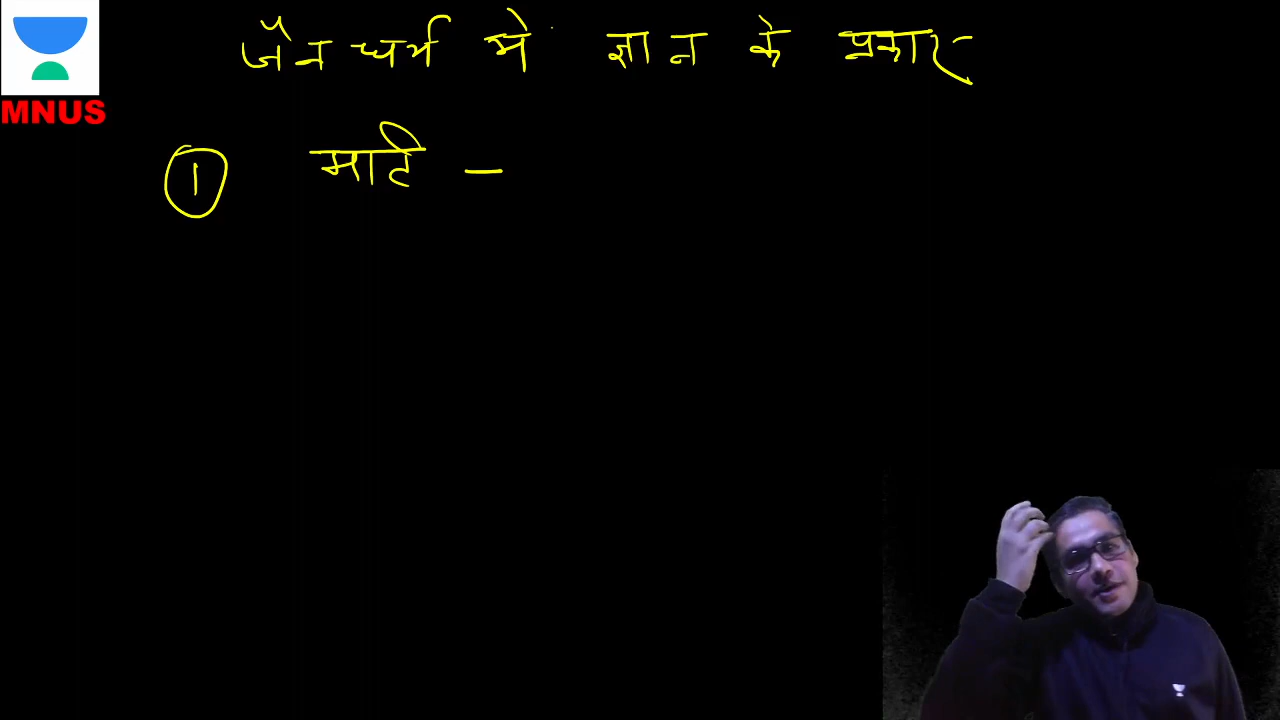 MNUS
जैन धर्म मे ज्ञान के प्रकार
① मति –